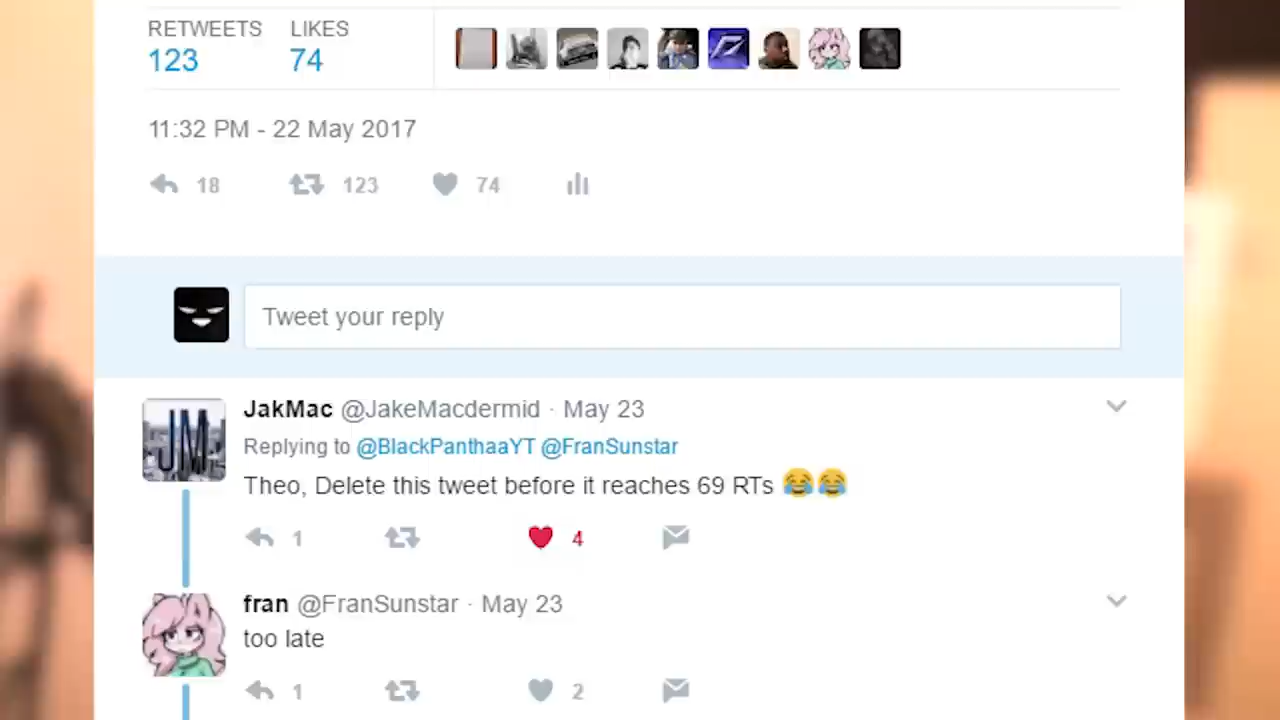 RETWEETS LIKES
123 74
11:32 PM - 22 May 2017
18 123 74
Tweet your reply
JM
JakMac @JakeMacdermid · May 23
Replying to @BlackPanthaaYT @FranSunstar
Theo, Delete this tweet before it reaches 69 RTs 😂😂
1 4
fran @FranSunstar · May 23
too late
1 2